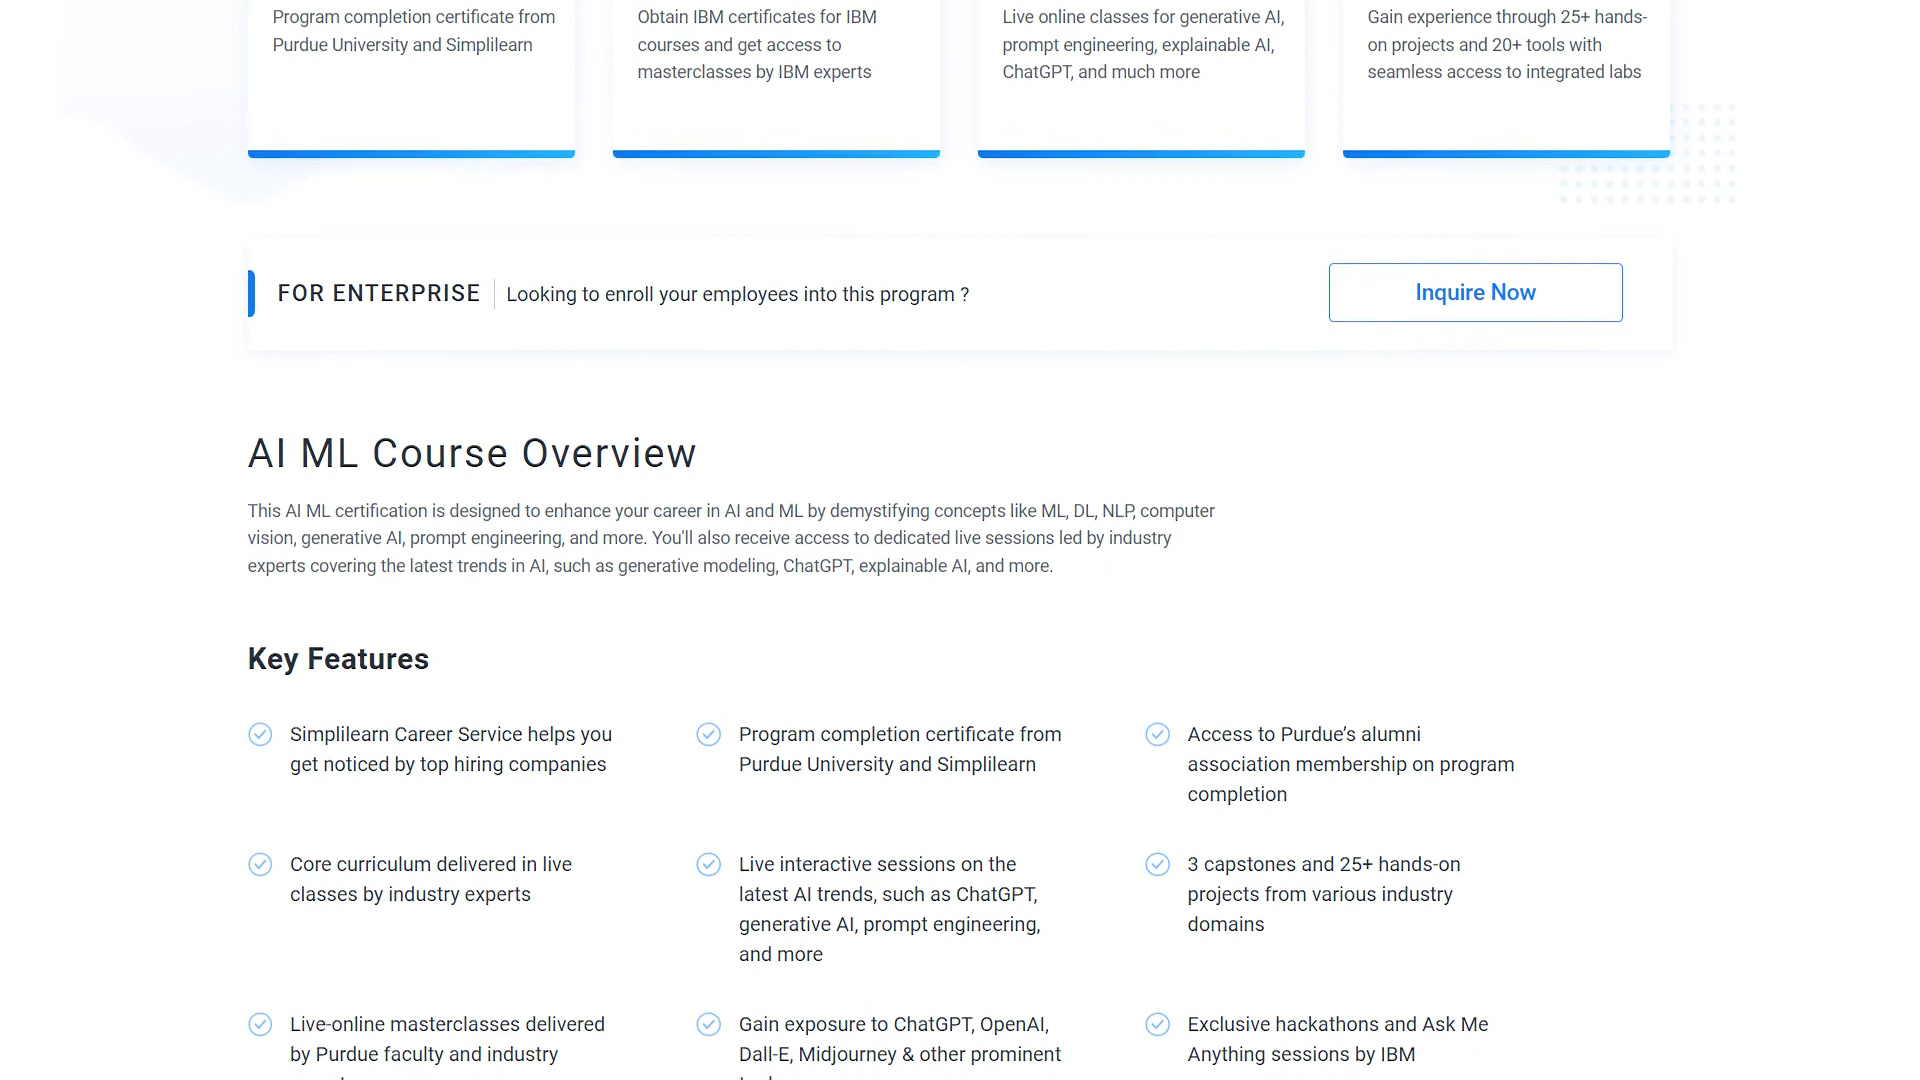 Program completion certificate from
Purdue University and Simplilearn
Obtain IBM certificates for IBM
courses and get access to
masterclasses by IBM experts
Live online classes for generative AI,
prompt engineering, explainable AI,
ChatGPT, and much more
Gain experience through 25+ hands-
on projects and 20+ tools with
seamless access to integrated labs
FOR ENTERPRISE
Looking to enroll your employees into this program ?
Inquire Now
AI ML Course Overview
This AI ML certification is designed to enhance your career in AI and ML by demystifying concepts like ML, DL, NLP, computer
vision, generative AI, prompt engineering, and more. You'll also receive access to dedicated live sessions led by industry
experts covering the latest trends in AI, such as generative modeling, ChatGPT, explainable AI, and more.
Key Features
Simplilearn Career Service helps you
get noticed by top hiring companies
Program completion certificate from
Purdue University and Simplilearn
Access to Purdue’s alumni
association membership on program
completion
Core curriculum delivered in live
classes by industry experts
Live interactive sessions on the
latest AI trends, such as ChatGPT,
generative AI, prompt engineering,
and more
3 capstones and 25+ hands-on
projects from various industry
domains
Live-online masterclasses delivered
by Purdue faculty and industry
Gain exposure to ChatGPT, OpenAI,
Dall-E, Midjourney & other prominent
Exclusive hackathons and Ask Me
Anything sessions by IBM